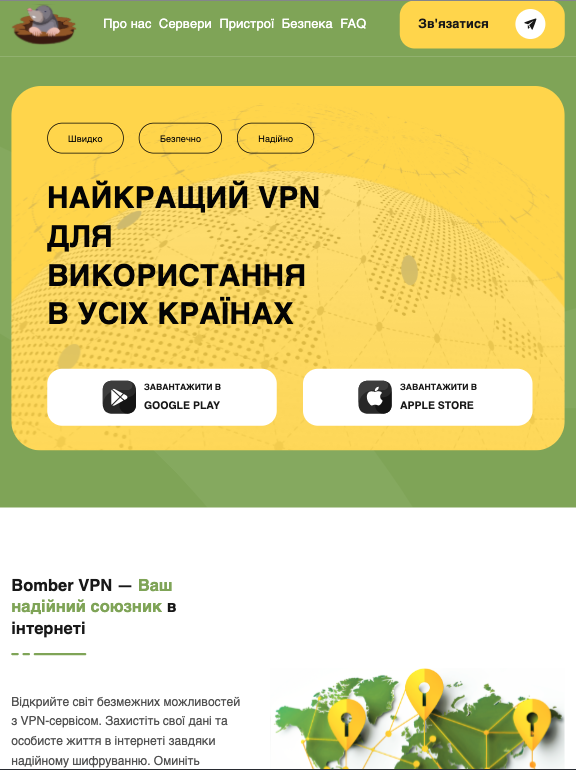 Про нас Сервери Пристрої Безпека FAQ Зв'язатися
Швидко Безпечно Надійно
НАЙКРАЩИЙ VPN
ДЛЯ
ВИКОРИСТАННЯ
В УСІХ КРАЇНАХ
ЗАВАНТАЖИТИ В
GOOGLE PLAY
ЗАВАНТАЖИТИ В
APPLE STORE
Bomber VPN — Ваш
надійний союзник в
інтернеті
Відкрийте світ безмежних можливостей
з VPN-сервісом. Захистіть свої дані та
особисте життя в інтернеті завдяки
надійному шифруванню. Оминіть